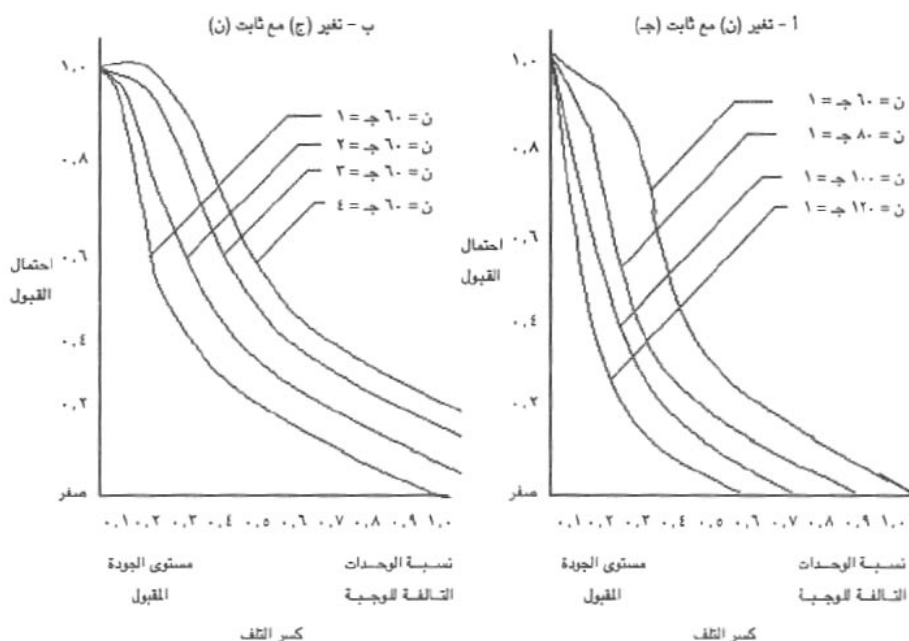 أ - تغير (ن) مع ثابت (جـ)
١,٠
٠,٨
٠,٦
٠,٤
٠,٢
صفر
احتمال
القبول
ن = ٦٠ جـ = ١
ن = ٨٠ جـ = ١
ن = ١٠٠ جـ = ١
ن = ١٢٠ جـ = ١
٠,١ ٠,٢ ٠,٣ ٠,٤ ٠,٥ ٠,٦ ٠,٧ ٠,٨ ٠,٩ ١,٠
مستوى الجودة
المقبول
نسبة الوحدات
التالفة للوجبة
كسر التلف
ب - تغير (ج) مع ثابت (ن)
١,٠
٠,٨
٠,٦
٠,٤
٠,٢
صفر
احتمال
القبول
ن = ٦٠ جـ = ١
ن = ٦٠ جـ = ٢
ن = ٦٠ جـ = ٣
ن = ٦٠ جـ = ٤
٠,١ ٠,٢ ٠,٣ ٠,٤ ٠,٥ ٠,٦ ٠,٧ ٠,٨ ٠,٩ ١,٠
مستوى الجودة
المقبول
نسبة الوحدات
التالفة للوجبة
كسر التلف